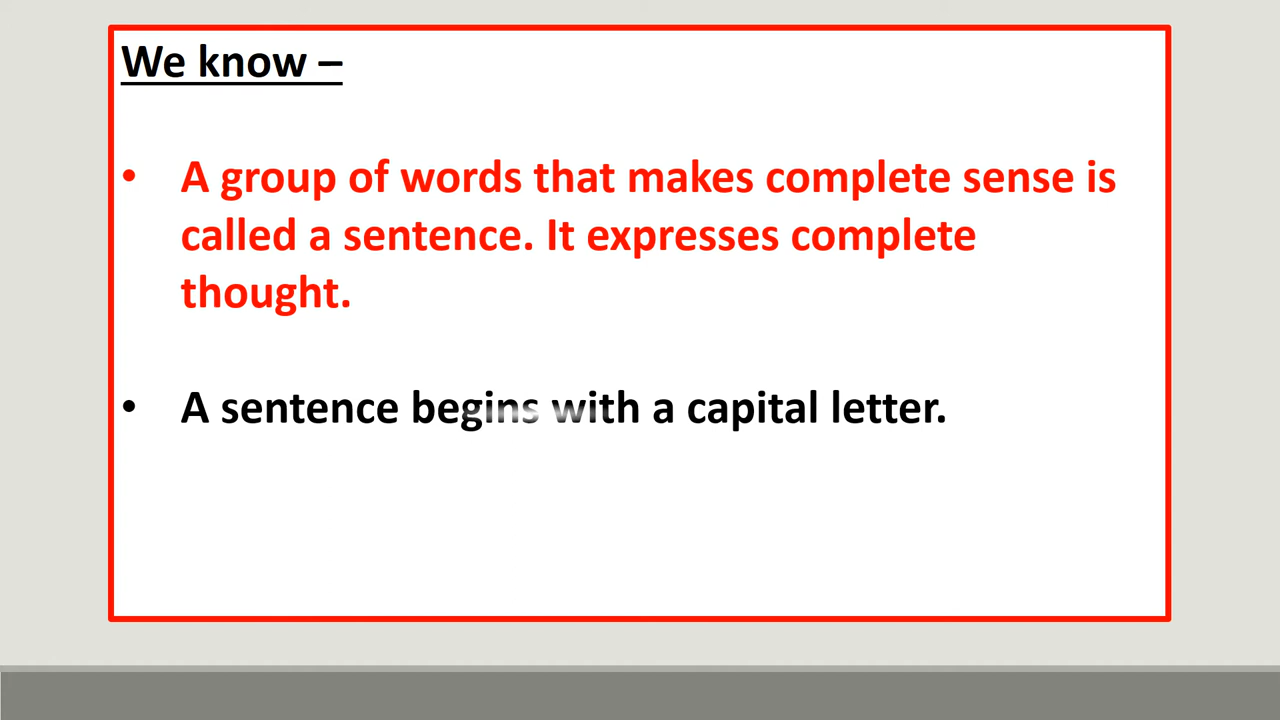 We know –
• A group of words that makes complete sense is
called a sentence. It expresses complete
thought.
• A sentence begins with a capital letter.